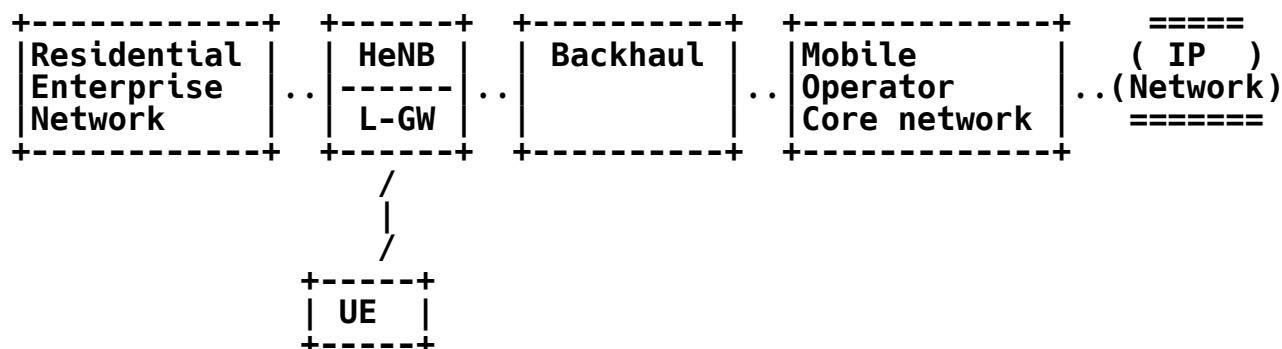 +------------+  +------+  +----------+  +-------------+    =====
|Residential |  | HeNB |  | Backhaul |  |Mobile       |   ( IP  )
|Enterprise  |..|------|..|          |..|Operator     |..(Network)
|Network     |  | L-GW |  |          |  |Core network |   =======
+------------+  +------+  +----------+  +-------------+
                    /
                    |
                    /
                +-----+
                | UE  |
                +-----+